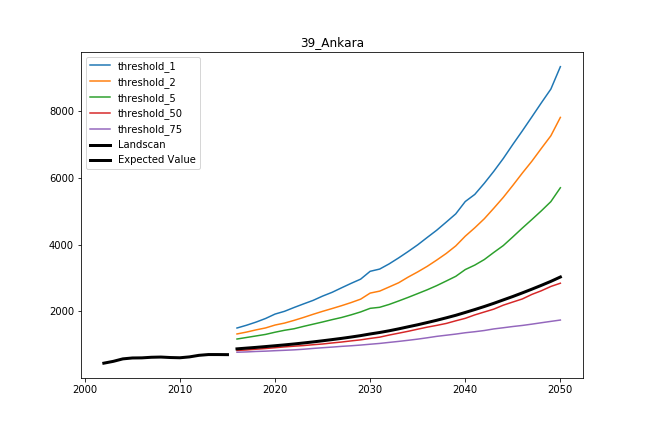 39_Ankara
threshold_1
threshold_2
threshold_5
threshold_50
threshold_75
Landscan
Expected Value
8000
6000
4000
2000
2000 2010 2020 2030 2040 2050